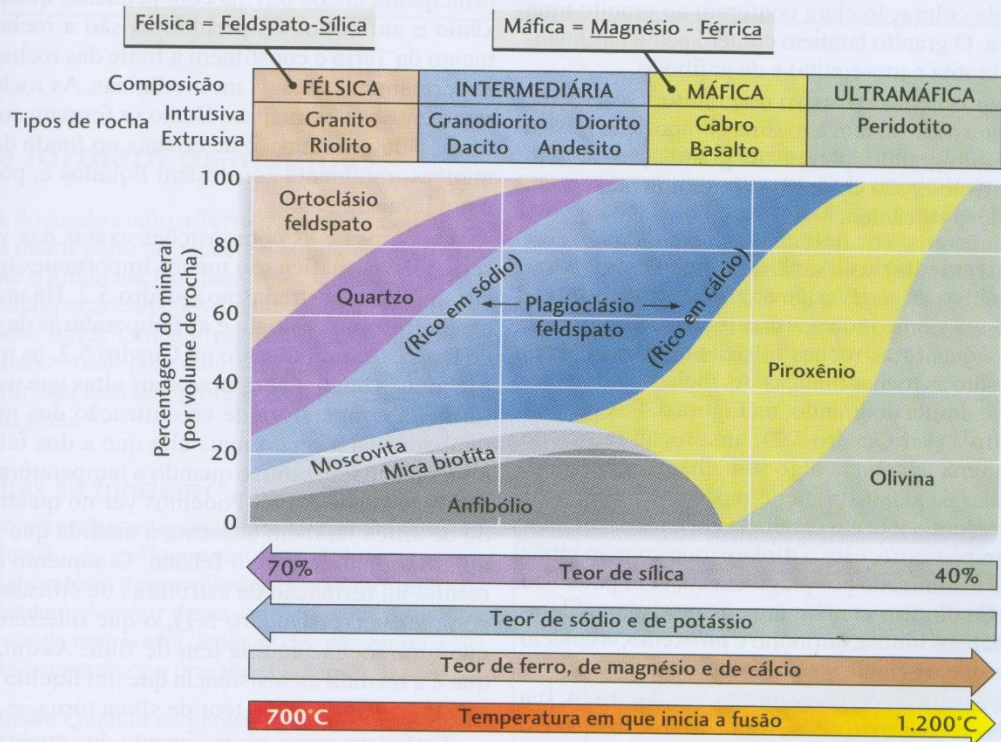 Félsica = Feldspato-Sílica
Máfica = Magnésio - Férrica
Composição
FÉLSICA
INTERMEDIÁRIA
MÁFICA
ULTRAMÁFICA
Tipos de rocha
Intrusiva
Extrusiva
Granito
Riolito
Granodiorito
Dacito
Diorito
Andesito
Gabro
Basalto
Peridotito
Percentagem do mineral
(por volume de rocha)
100
80
60
40
20
0
Ortoclásio
feldspato
Quartzo
(Rico em sódio)
Plagioclásio
feldspato
(Rico em cálcio)
Piroxênio
Moscovita
Mica biotita
Anfibólio
Olivina
70%
Teor de sílica
40%
Teor de sódio e de potássio
Teor de ferro, de magnésio e de cálcio
700°C
Temperatura em que inicia a fusão
1.200°C